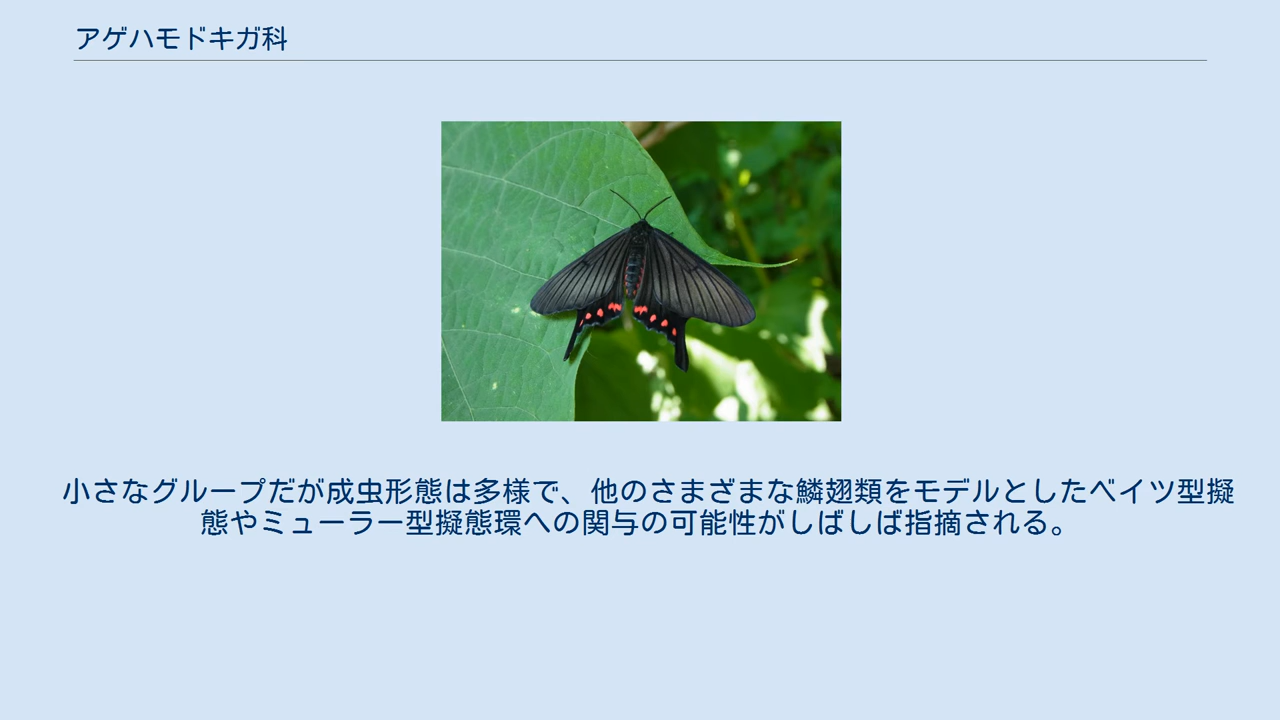 アゲハモドキガ科
小さなグループだが成虫形態は多様で、他のさまざまな鱗翅類をモデルとしたベイツ型擬
態やミューラー型擬態環への関与の可能性がしばしば指摘される。